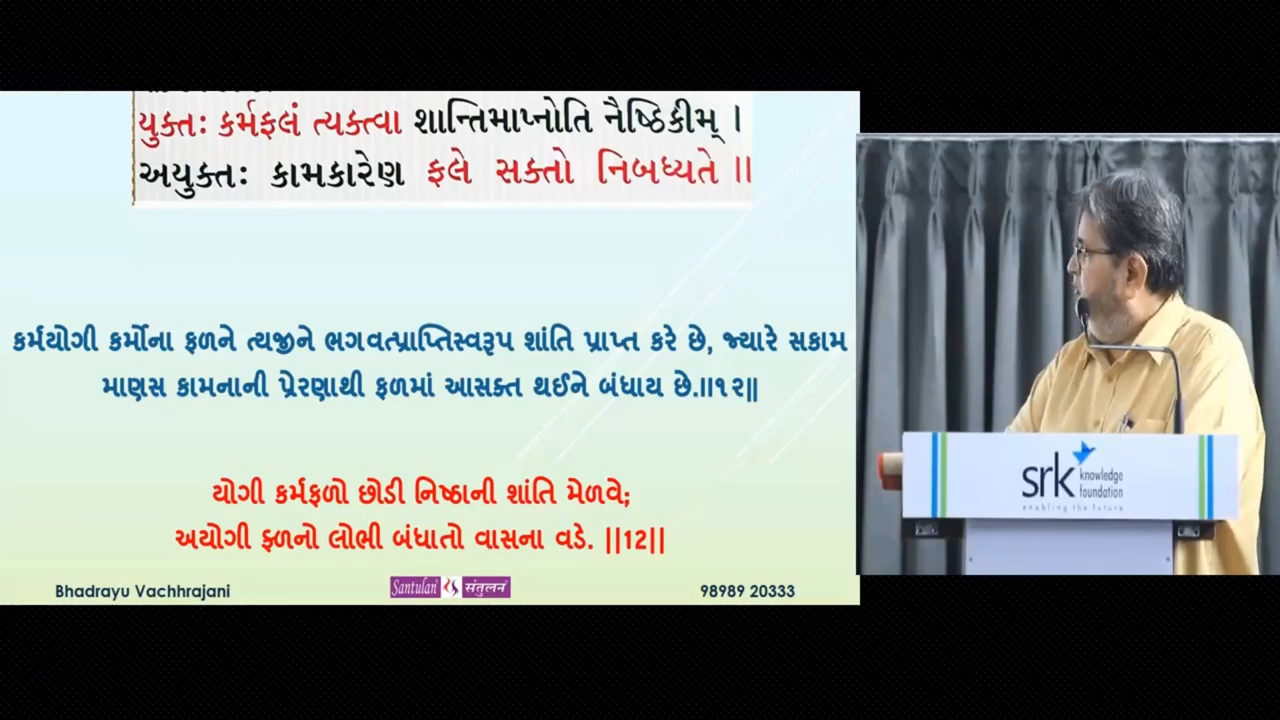 યુક્તઃ કર્મફલં ત્યક્ત્વા શાન્તિમાપ્નોતિ નૈષ્ઠિકીમ્ ।
અયુક્તઃ કામકારેણ ફલે સક્તો નિબધ્યતે ॥
કર્મયોગી કર્મોના ફળને ત્યજીને ભગવત્પ્રાપ્તિસ્વરૂપ શાંતિ પ્રાપ્ત કરે છે, જ્યારે સકામ
માણસ કામનાની પ્રેરણાથી ફળમાં આસક્ત થઈને બંધાય છે.।।૧૨||
યોગી કર્મફળો છોડી નિષ્ઠાની શાંતિ મેળવે;
અયોગી ફળનો લોભી બંધાતો વાસના વડે. ||12||
Bhadrayu Vachhrajani
Santulan संतुलन
98989 20333
srk knowledge
foundation
enabling the future